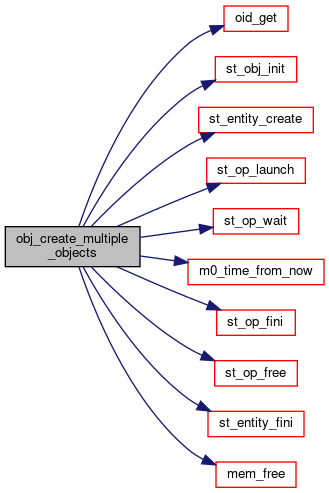 oid_get
st_obj_init
st_entity_create
st_op_launch
obj_create_multiple
_objects
st_op_wait
m0_time_from_now
st_op_fini
st_op_free
st_entity_fini
mem_free